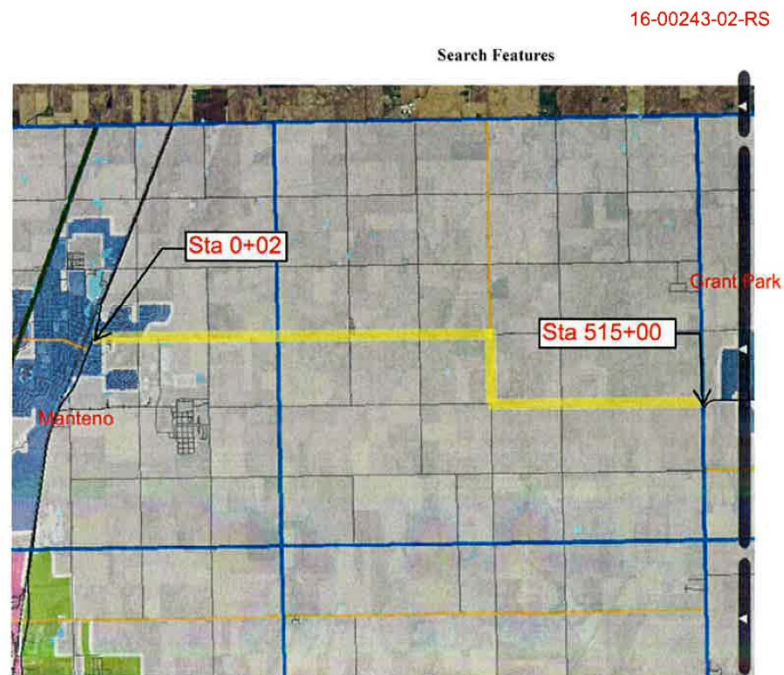 16-00243-02-RS
Search Features
Sta 0+02
Grant Park
Sta 515+00
Manteno